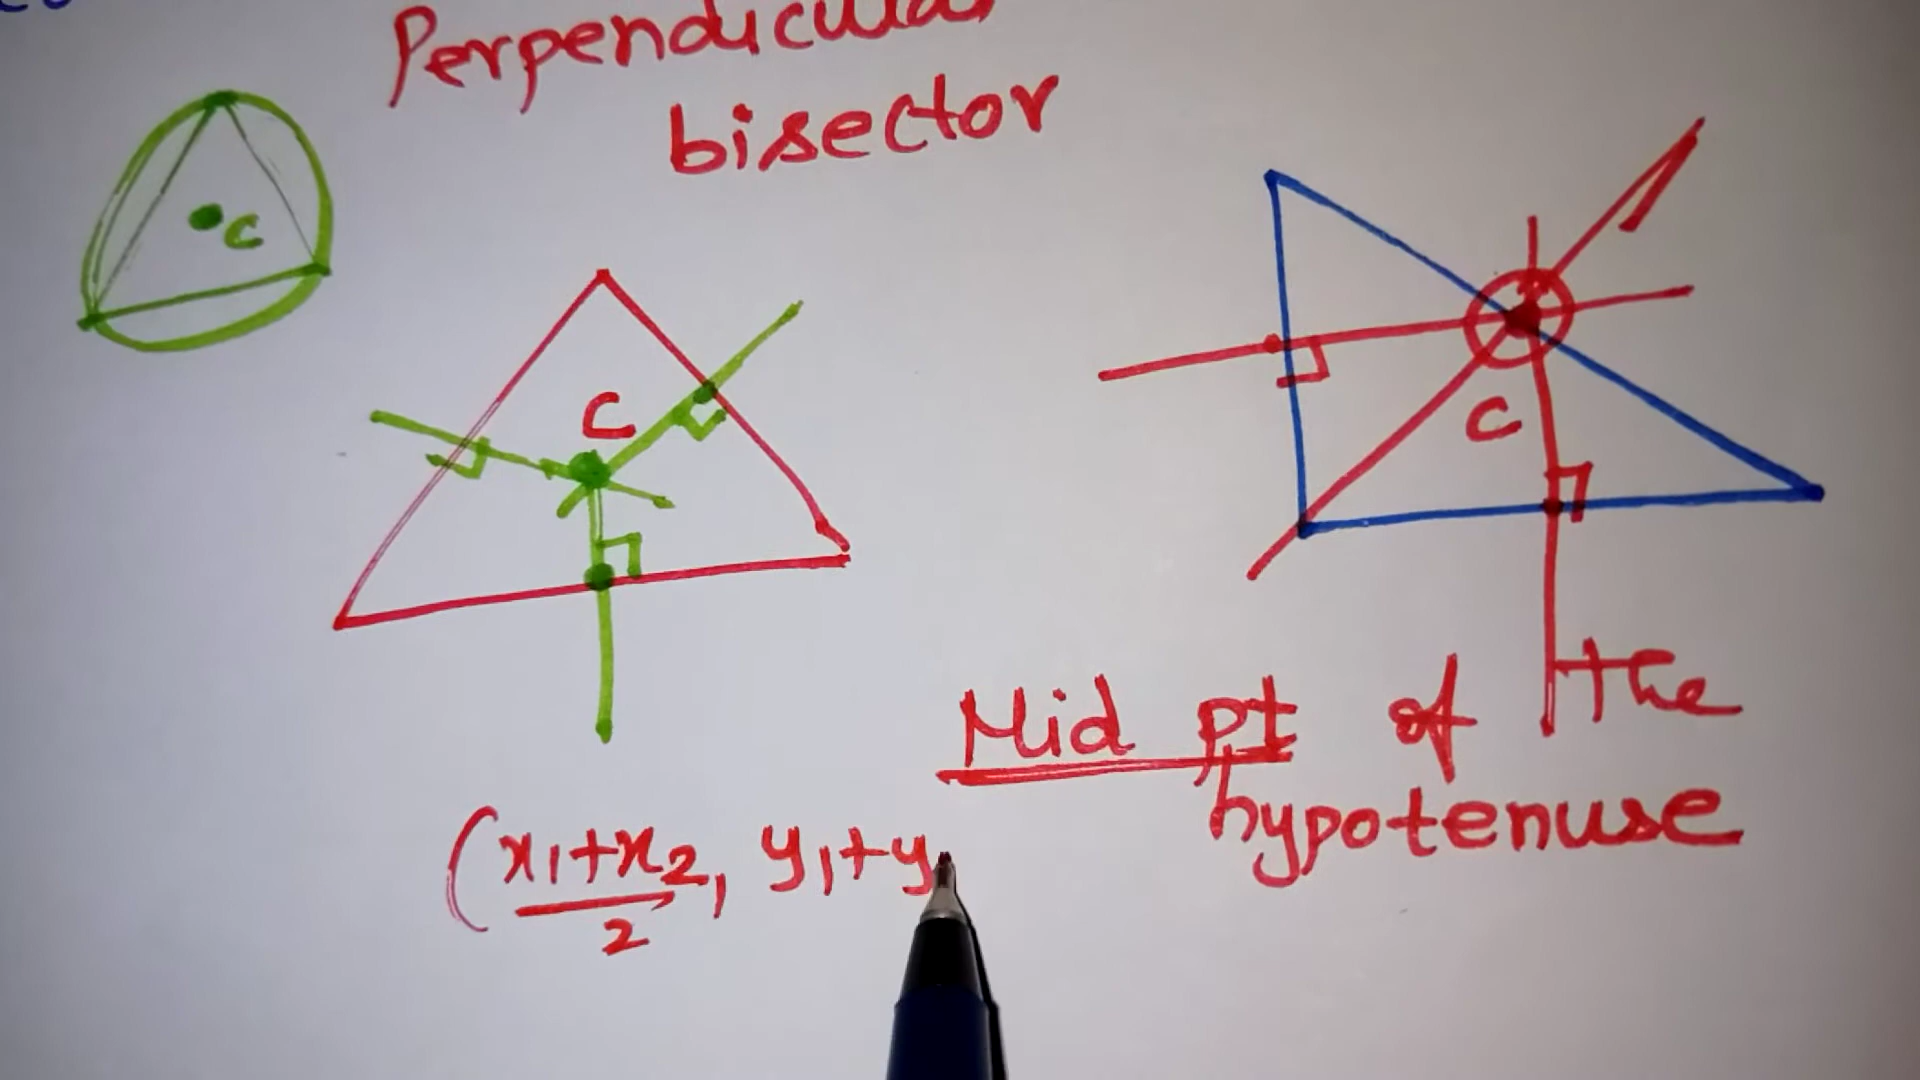 Perpendicular
bisector
C
C
C
Mid pt of the
hypotenuse
(x₁+x₂/2, y₁+y